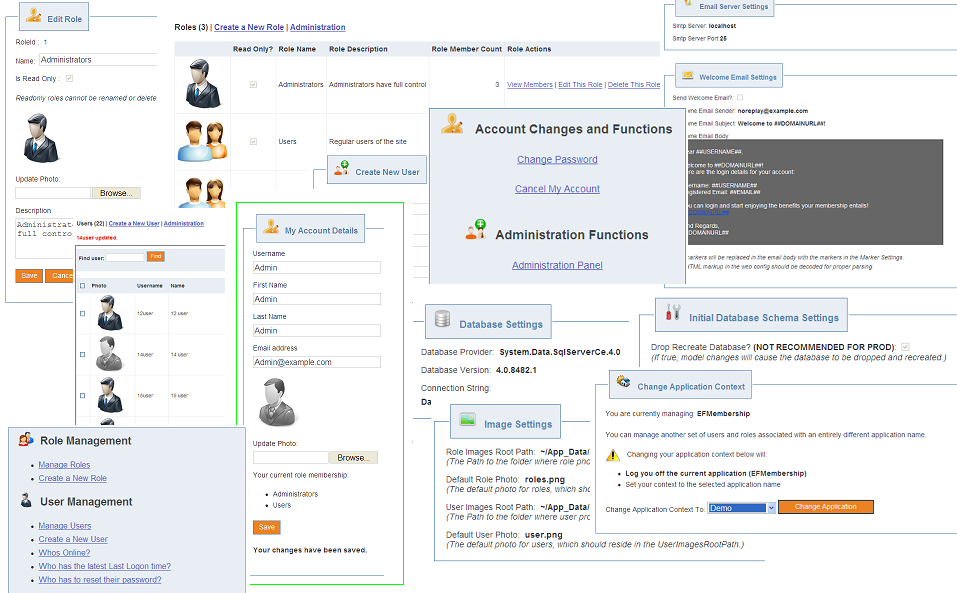 Edit Role
RoleId : 1
Name: Administrators
Is Read Only :
Readonly roles cannot be renamed or delete
Update Photo:
Browse...
Description
Administrat
full contro
Save
Cance
Roles (3) | Create a New Role | Administration
Read Only? Role Name Role Description Role Member Count Role Actions
Administrators Administrators have full control 3 View Members | Edit This Role | Delete This Role
Users Regular users of the site
Create New User
Email Server Settings
Smtp Server: localhost
Smtp Server Port 25
Welcome Email Settings
Send Welcome Email?
ome Email Sender: noreplay@example.com
ome Email Subject: Welcome to ##DOMAINURL##!
ome Email Body:
ear ##USERNAME##,
elcome to ##DOMAINURL##!
ere are the login details for your account:
ername: ##USERNAME##
egistered Email: ##EMAIL##
u can login and start enjoying the benefits your membership entails!
DOMAINURL##
nd Regards,
DOMAINURL##
arkers will be replaced in the email body with the markers in the Marker Settings.
HTML markup in the web config should be decoded for proper parsing
Account Changes and Functions
Change Password
Cancel My Account
Administration Functions
Administration Panel
Users (22) | Create a New User | Administration
14user updated.
Find user:
Find
Photo Username Name
12user 12 user
14user 14 user
15user 15 user
My Account Details
Username
Admin
First Name
Admin
Last Name
Admin
Email address
Admin@example.com
Update Photo:
Browse...
Your current role membership:
Administrators
Users
Save
Your changes have been saved.
Database Settings
Database Provider: System.Data.SqlServerCe.4.0
Database Version: 4.0.8482.1
Connection String:
Da
Initial Database Schema Settings
Drop Recreate Database? (NOT RECOMMENDED FOR PROD):
(If true, model changes will cause the database to be dropped and recreated.)
Image Settings
Role Images Root Path: ~/App_Data/
(The Path to the folder where role pho
Default Role Photo: roles.png
(The default photo for roles, which shou
User Images Root Path: ~/App_Data/
(The Path to the folder where user pro
Default User Photo: user.png
(The default photo for users, which should reside in the UserImagesRootPath.)
Change Application Context
You are currently managing: EFMembership
You can manage another set of users and roles associated with an entirely different application name.
Changing your application context below will:
Log you off the current application (EFMembership)
Set your context to the selected application name
Change Application Context To: Demo
Change Application
Role Management
Manage Roles
Create a New Role
User Management
Manage Users
Create a New User
Whos Online?
Who has the latest Last Logon time?
Who has to reset their password?